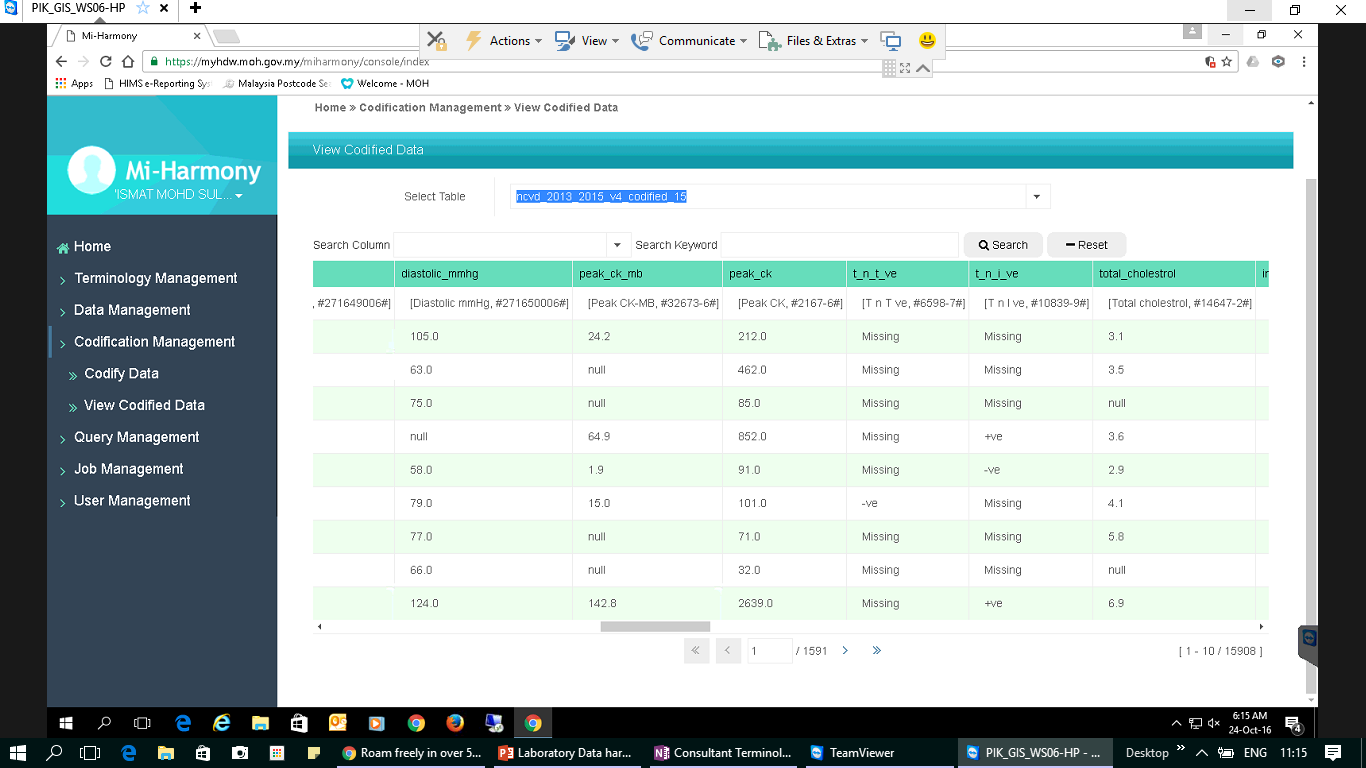 PIK_GIS_WS06-HP
Mi-Harmony
Actions View Communicate Files & Extras
https://myhdw.moh.gov.my/miharmony/console/index
Apps HIMS e-Reporting Sys Malaysia Postcode Se Welcome - MOH
Home » Codification Management » View Codified Data
View Codified Data
Mi-Harmony
'ISMAT MOHD SUL...
Home
Terminology Management
Data Management
Codification Management
Codify Data
View Codified Data
Query Management
Job Management
User Management
Select Table ncvd_2013_2015_v4_codified_15
Search Column Search Keyword Search Reset
diastolic_mmhg peak_ck_mb peak_ck t_n_t_ve t_n_i_ve total_cholestrol in
, #271649006#] [Diastolic mmHg, #271650006#] [Peak CK-MB, #32673-6#] [Peak CK, #2167-6#] [T n T ve, #6598-7#] [T n I ve, #10839-9#] [Total cholestrol, #14647-2#]
105.0 24.2 212.0 Missing Missing 3.1
63.0 null 462.0 Missing Missing 3.5
75.0 null 85.0 Missing Missing null
null 64.9 852.0 Missing +ve 3.6
58.0 1.9 91.0 Missing -ve 2.9
79.0 15.0 101.0 -ve Missing 4.1
77.0 null 71.0 Missing Missing 5.8
66.0 null 32.0 Missing Missing null
124.0 142.8 2639.0 Missing +ve 6.9
1 / 1591 [ 1 - 10 / 15908 ]
6:15 AM
24-Oct-16
4
Roam freely in over 5... Laboratory Data har... Consultant Terminol... TeamViewer PIK_GIS_WS06-HP - ... Desktop ENG 11:15